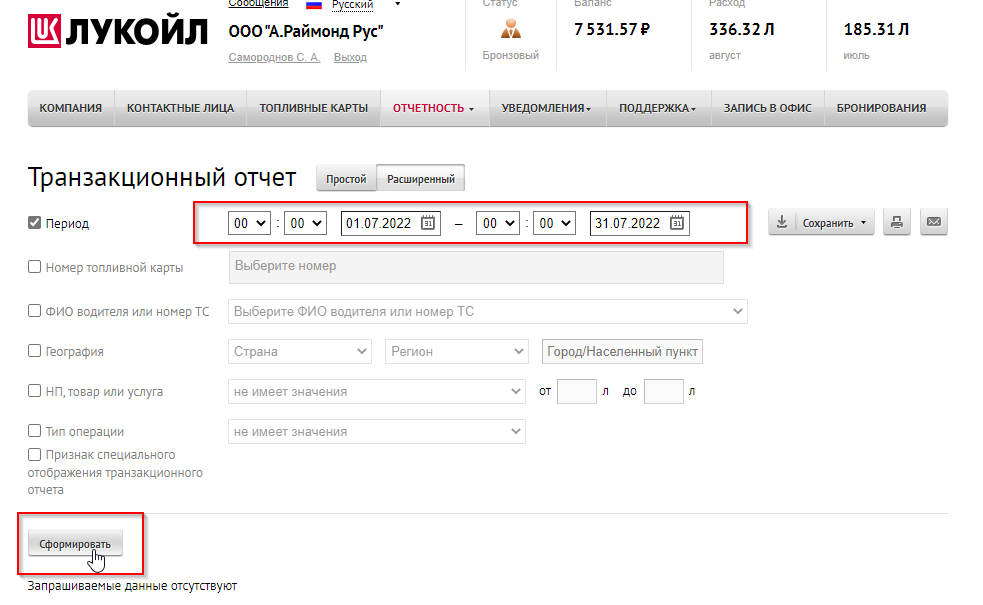 Сообщения Русский Статус Баланс Расход
ЛУКОЙЛ
ООО "А.Раймонд Рус" 7 531.57 ₽ 336.32 Л 185.31 Л
Самороднов С. А. Выход Бронзовый август июль
КОМПАНИЯ КОНТАКТНЫЕ ЛИЦА ТОПЛИВНЫЕ КАРТЫ ОТЧЕТНОСТЬ УВЕДОМЛЕНИЯ ПОДДЕРЖКА ЗАПИСЬ В ОФИС БРОНИРОВАНИЯ
Транзакционный отчет Простой Расширенный
Период 00 : 00 01.07.2022 31 – 00 : 00 31.07.2022 31 Сохранить
Номер топливной карты Выберите номер
ФИО водителя или номер ТС Выберите ФИО водителя или номер ТС
География Страна Регион Город/Населенный пункт
НП, товар или услуга не имеет значения от л до л
Тип операции не имеет значения
Признак специального
отображения транзакционного
отчета
Сформировать
Запрашиваемые данные отсутствуют